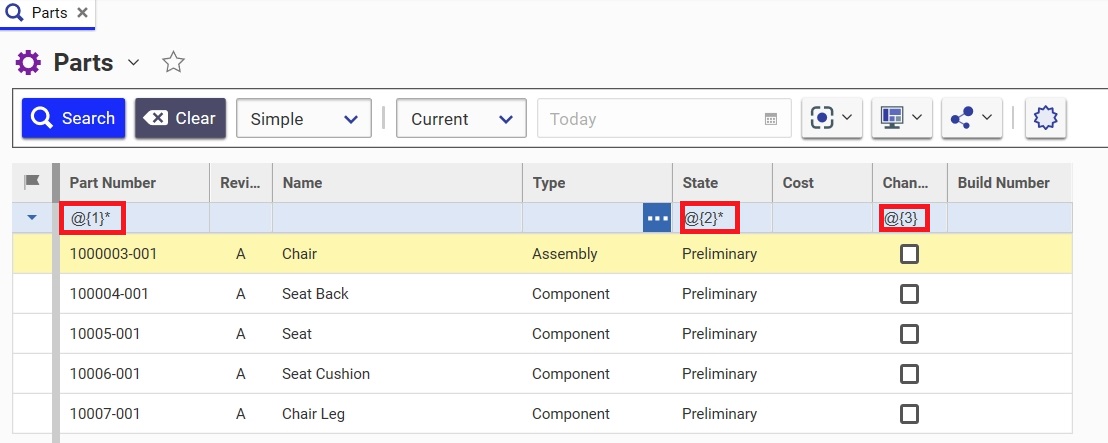 Parts
Parts
Search Clear Simple Current Today
Part Number Revi... Name Type State Cost Chan... Build Number
@{1}* @{2}* @{3}
1000003-001 A Chair Assembly Preliminary
100004-001 A Seat Back Component Preliminary
10005-001 A Seat Component Preliminary
10006-001 A Seat Cushion Component Preliminary
10007-001 A Chair Leg Component Preliminary